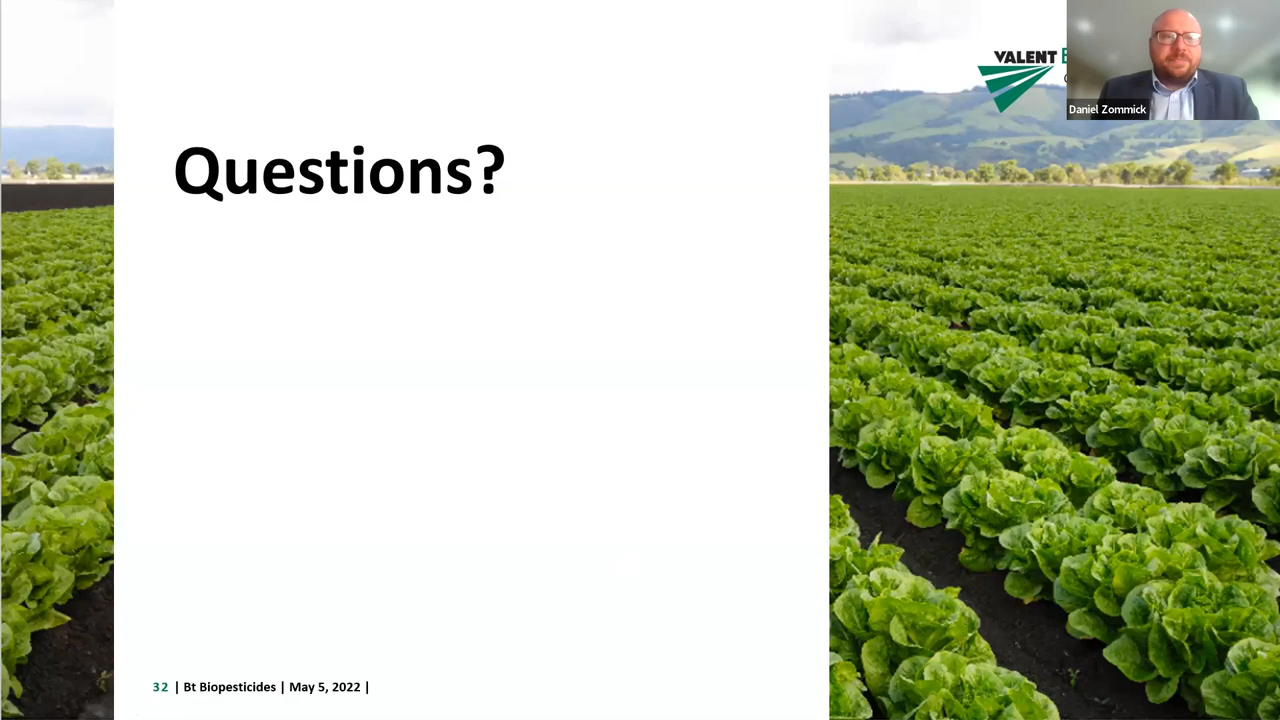 VALENT
Daniel Zommick
Questions?
32 | Bt Biopesticides | May 5, 2022 |